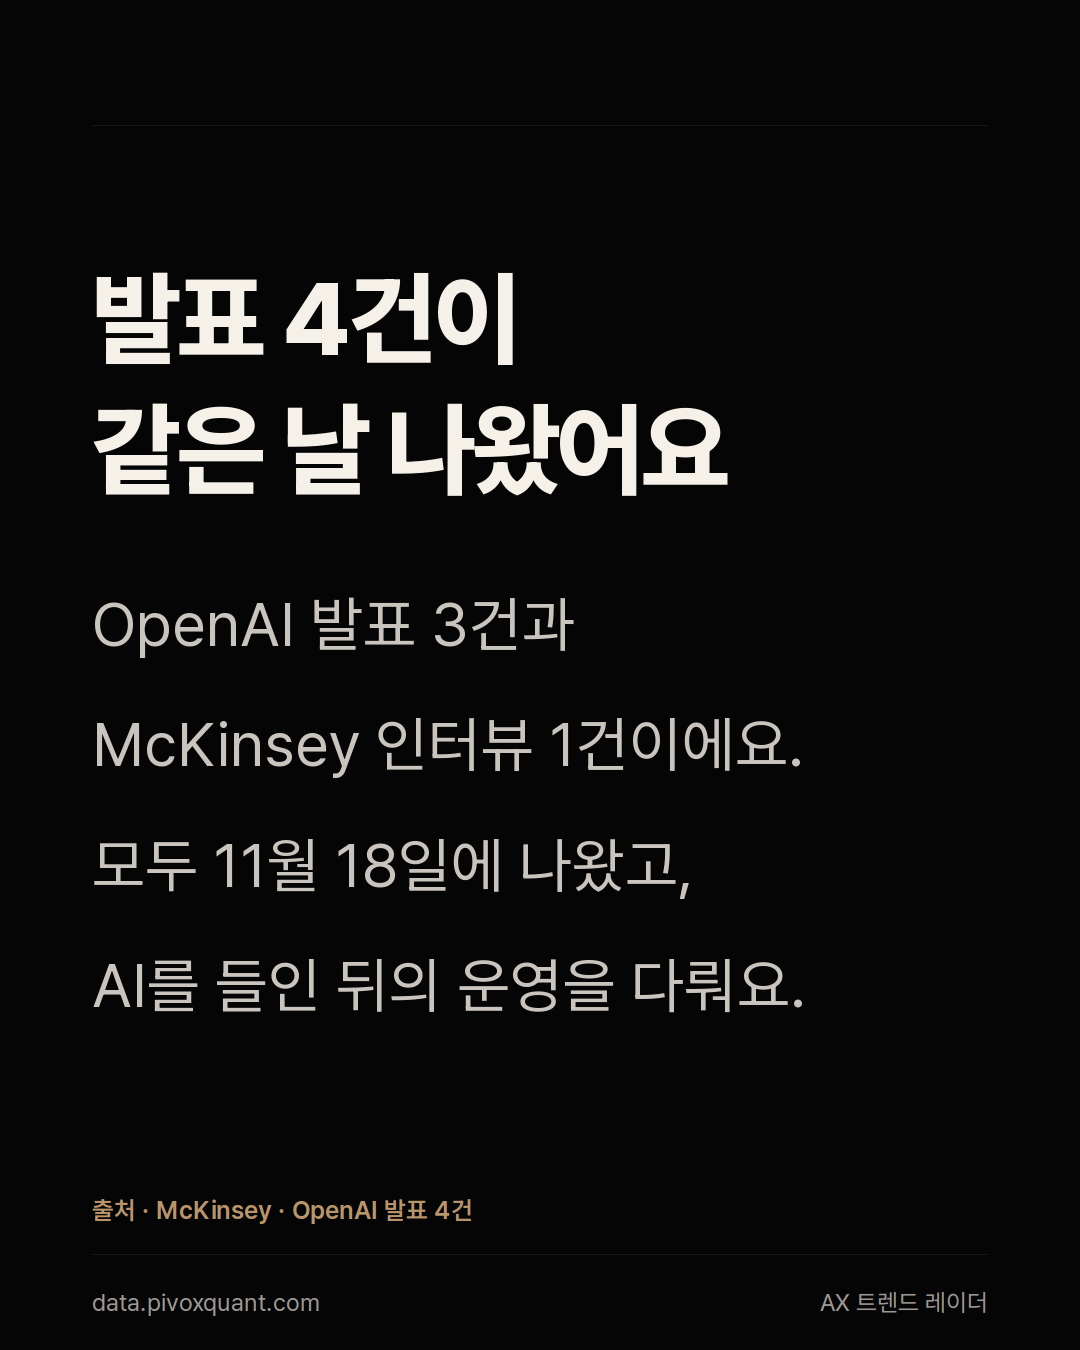 발표 4건이
같은 날 나왔어요
OpenAI 발표 3건과
McKinsey 인터뷰 1건이에요.
모두 11월 18일에 나왔고,
AI를 들인 뒤의 운영을 다뤄요.
출처 · McKinsey · OpenAI 발표 4건
data.pivoxquant.com
AX 트렌드 레이더